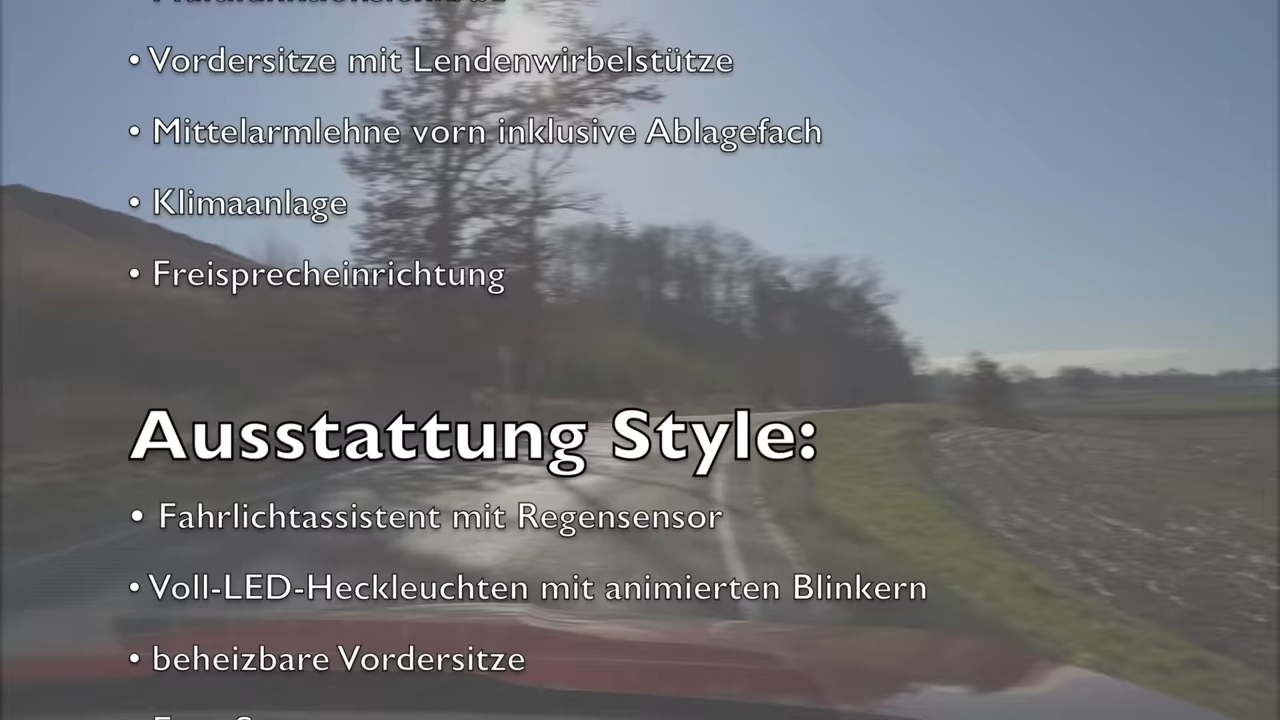 • Vordersitze mit Lendenwirbelstütze
• Mittelarmlehne vorn inklusive Ablagefach
• Klimaanlage
• Freisprecheinrichtung
Ausstattung Style:
• Fahrlichtassistent mit Regensensor
• Voll-LED-Heckleuchten mit animierten Blinkern
• beheizbare Vordersitze